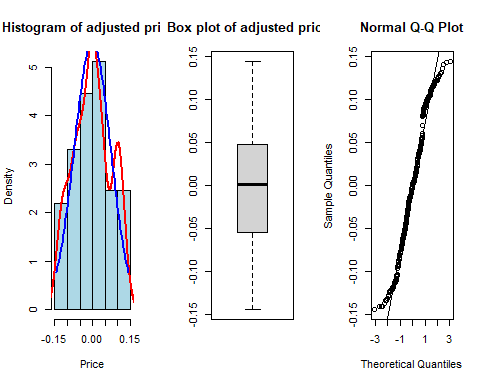 Histogram of adjusted pri
Density
0 1 2 3 4 5
-0.15 0.00 0.15
Price
Box plot of adjusted pric
-0.15 -0.10 -0.05 0.00 0.05 0.10 0.15
Normal Q-Q Plot
Sample Quantiles
-0.15 -0.10 -0.05 0.00 0.05 0.10 0.15
-3 -1 1 3
Theoretical Quantiles